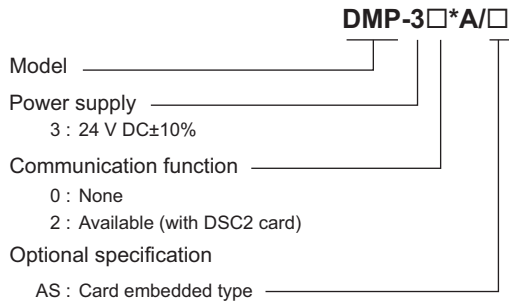 DMP-3□*A/□
Model
Power supply
3 : 24 V DC±10%
Communication function
0 : None
2 : Available (with DSC2 card)
Optional specification
AS : Card embedded type